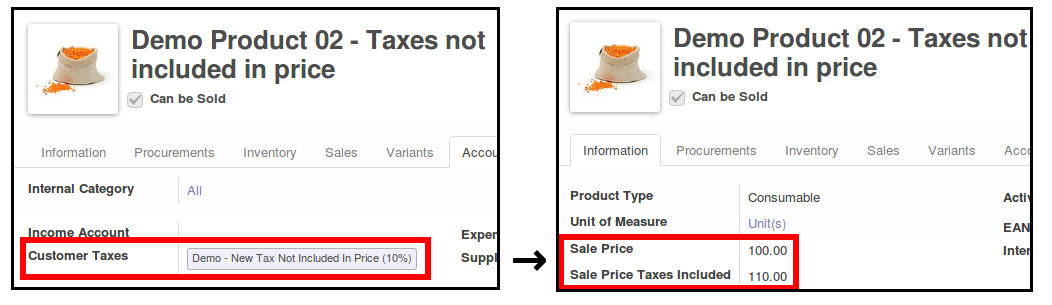 Demo Product 02 - Taxes not
included in price
Can be Sold
Information Procurements Inventory Sales Variants Accou
Internal Category All
Income Account
Customer Taxes Demo - New Tax Not Included In Price (10%)
Exper
Suppl
Demo Product 02 - Taxes not
included in price
Can be Sold
Information Procurements Inventory Sales Variants Acco
Product Type Consumable
Unit of Measure Unit(s)
Sale Price 100.00
Sale Price Taxes Included 110.00
Activ
EAN
Inter